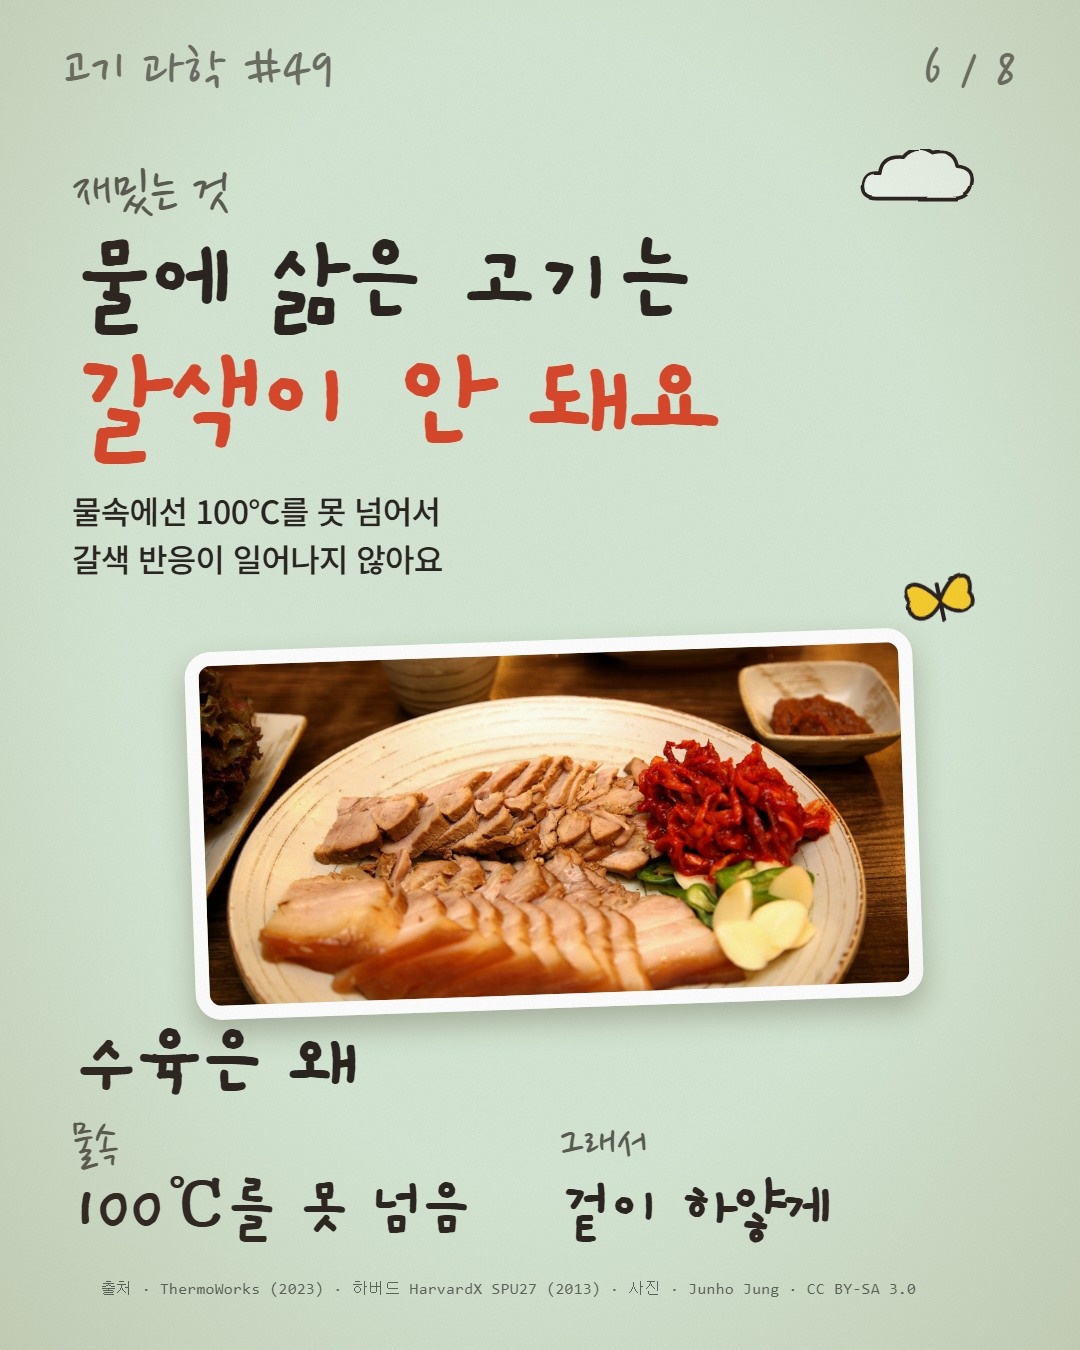 고기 과학 #49
6 / 8
재밌는 것
물에 삶은 고기는
갈색이 안 돼요
물속에선 100°C를 못 넘어서
갈색 반응이 일어나지 않아요
수육은 왜
물속
100℃를 못 넘음
그래서
겉이 하얗게
출처 · ThermoWorks (2023) · 하버드 HarvardX SPU27 (2013) · 사진 · Junho Jung · CC BY-SA 3.0